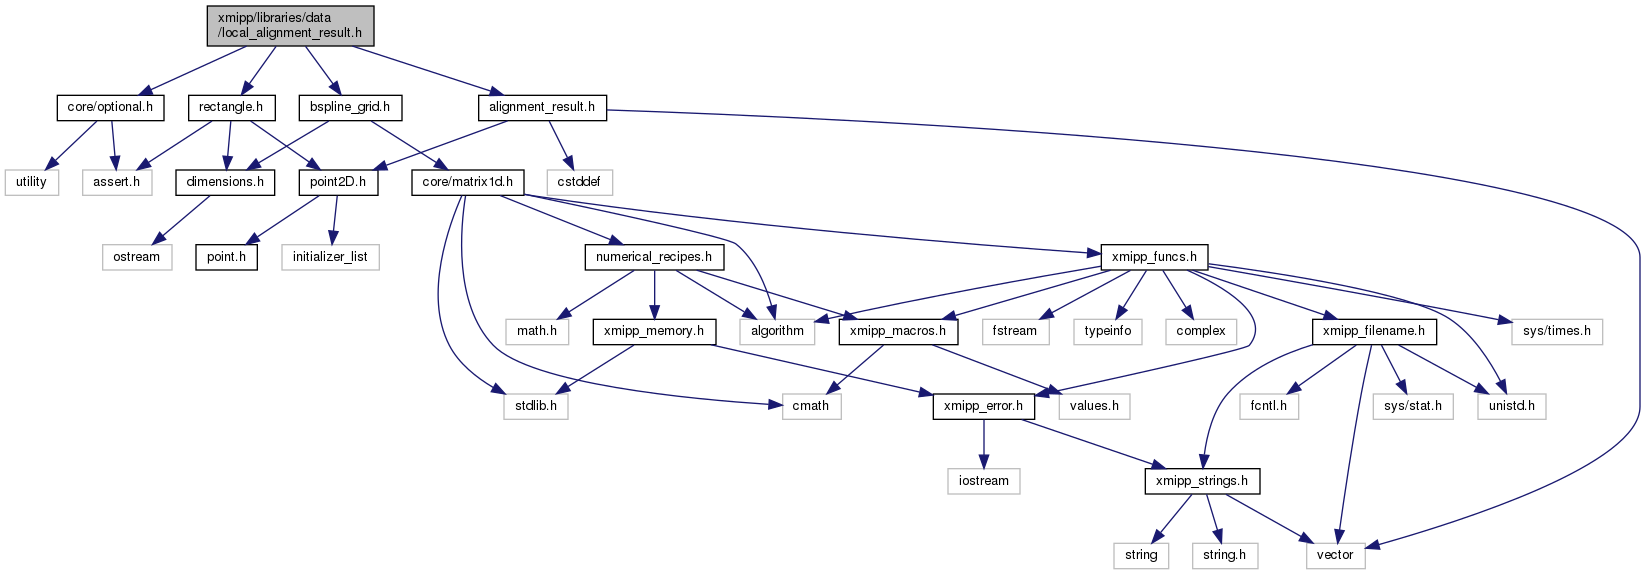 xmipp/libraries/data
/local_alignment_result.h
core/optional.h
rectangle.h
bspline_grid.h
alignment_result.h
utility
assert.h
dimensions.h
point2D.h
core/matrix1d.h
cstddef
ostream
point.h
initializer_list
numerical_recipes.h
xmipp_funcs.h
math.h
xmipp_memory.h
algorithm
xmipp_macros.h
fstream
typeinfo
complex
xmipp_filename.h
sys/times.h
stdlib.h
cmath
xmipp_error.h
values.h
fcntl.h
sys/stat.h
unistd.h
iostream
xmipp_strings.h
string
string.h
vector